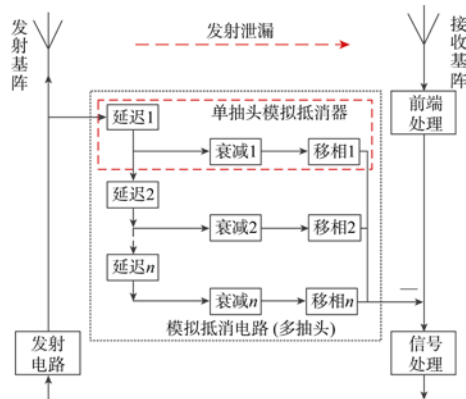 发射基阵
发射泄漏
接收基阵
延迟1
单抽头模拟抵消器
前端
处理
衰减1
移相1
延迟2
衰减2
移相2
延迟n
衰减n
移相n
—
模拟抵消电路(多抽头)
发射
电路
信号
处理